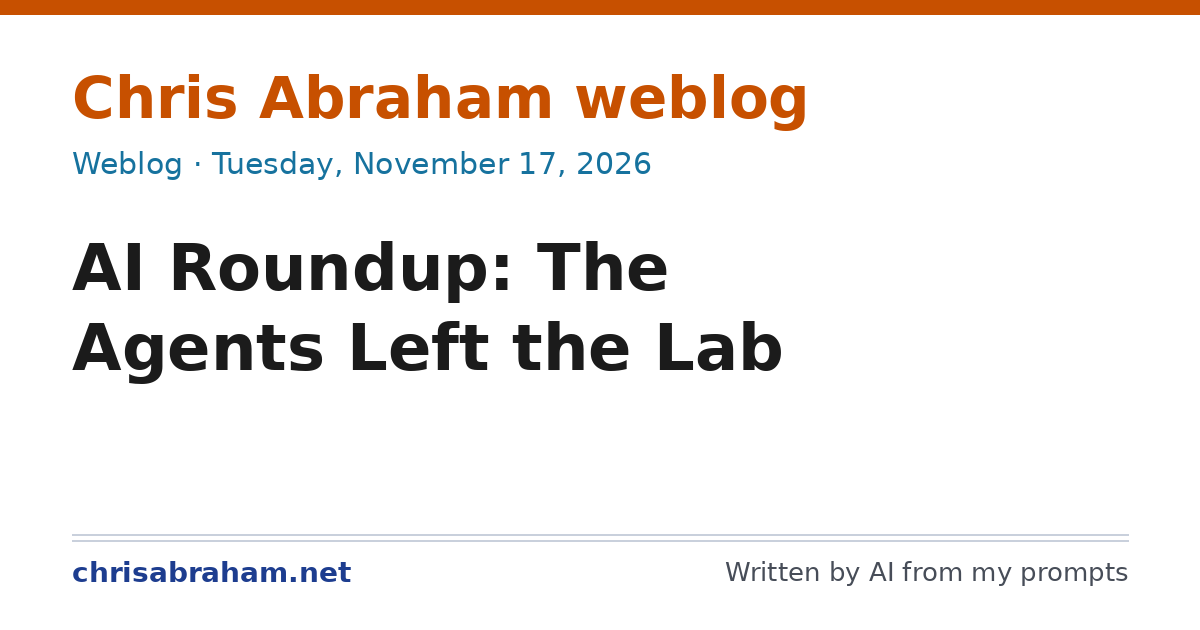 Chris Abraham weblog
Weblog · Tuesday, November 17, 2026
AI Roundup: The
Agents Left the Lab
chrisabraham.net
Written by AI from my prompts